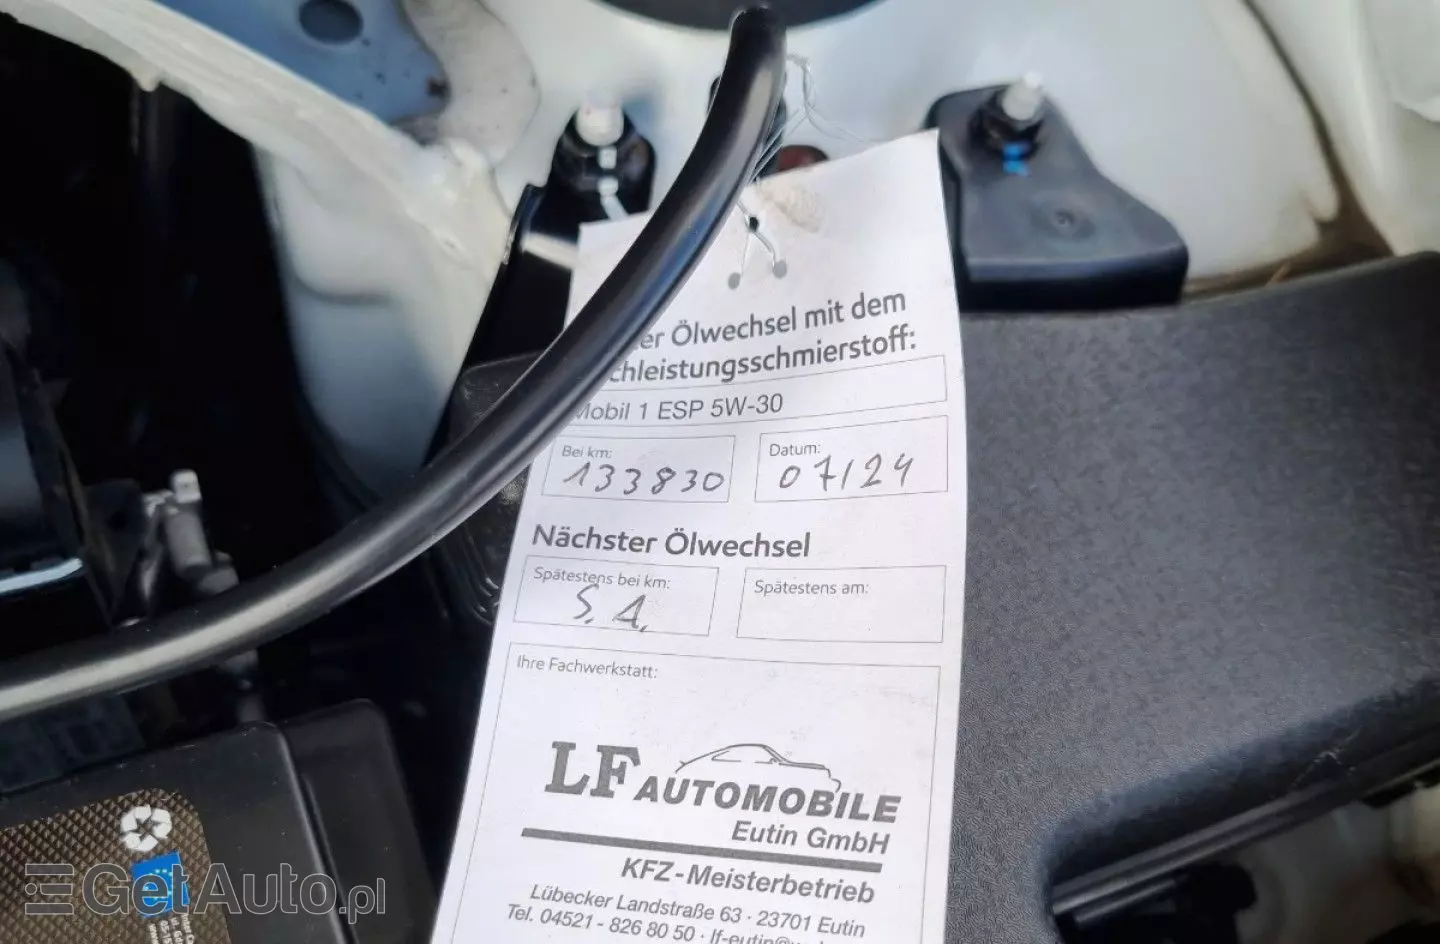 Ölwechsel mit dem
chleistungsschmierstoff:
Mobil 1 ESP 5W-30
Bei km:
133830
Datum:
07/24
Nächster Ölwechsel
Spätestens bei km:
S. A.
Spätestens am:
Ihre Fachwerkstatt:
LF AUTOMOBILE
Eutin GmbH
KFZ-Meisterbetrieb
Lübecker Landstraße 63 · 23701 Eutin
Tel. 04521 - 826 80 50 ·
GetAuto.pl